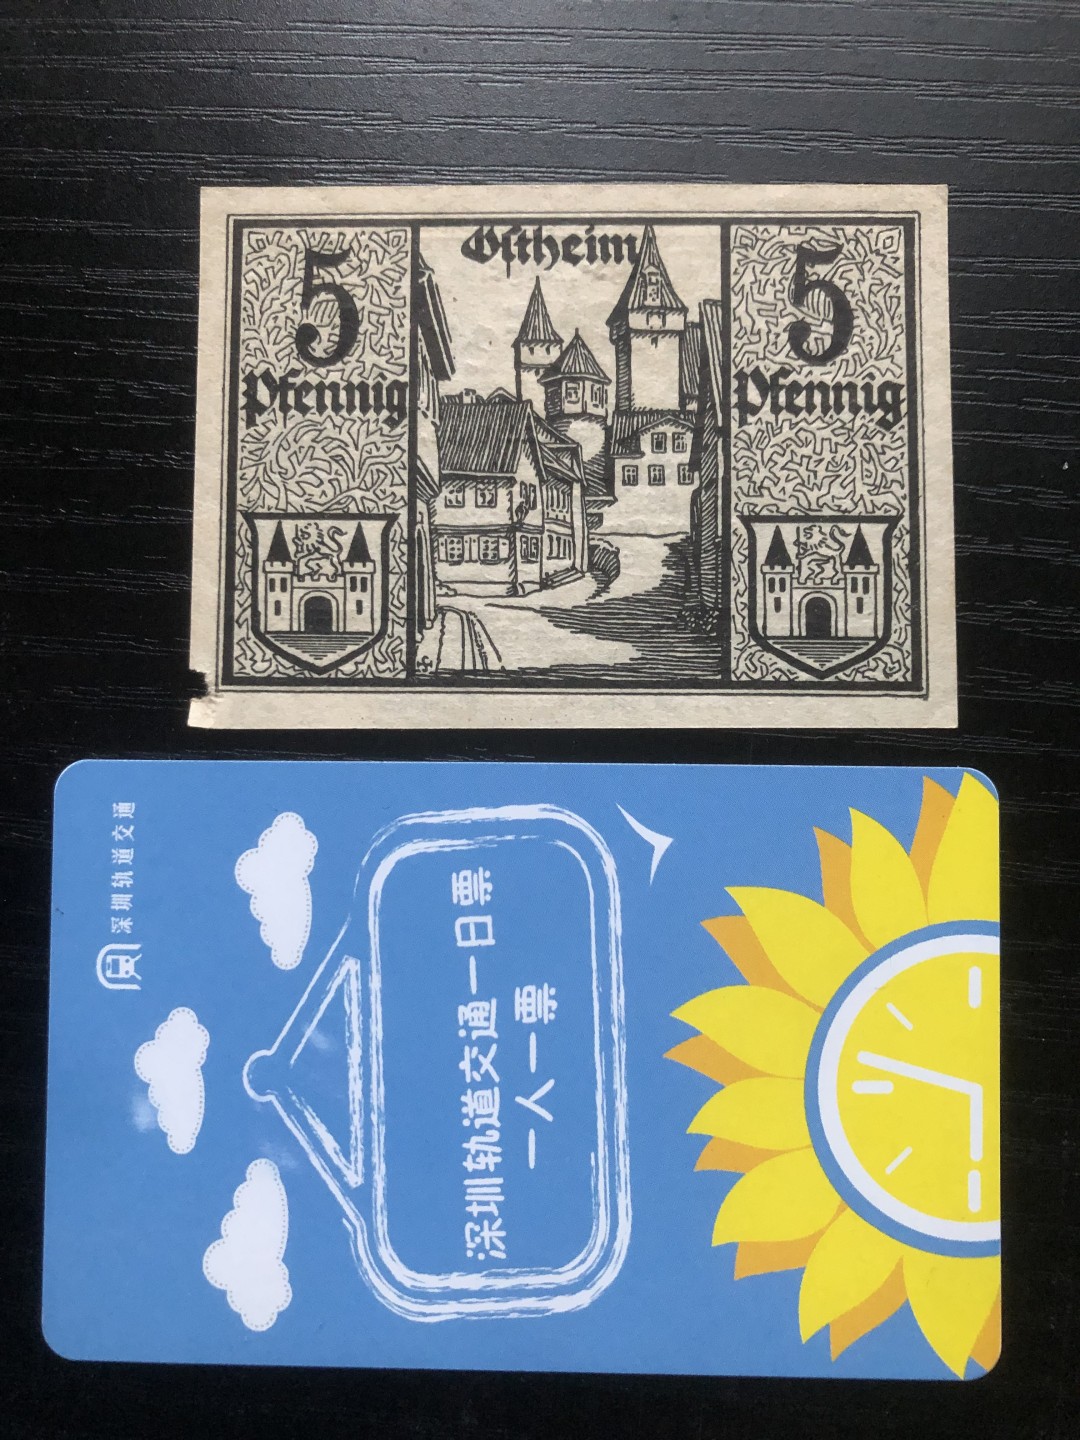 Ostheim
5
Pfennig
5
Pfennig
深圳轨道交通
深圳轨道交通一日票
一人一票